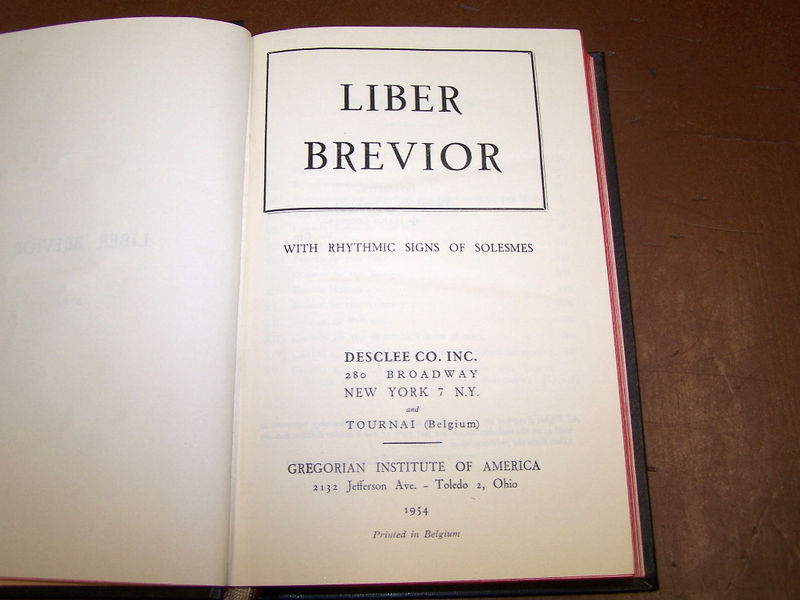 LIBER
BREVIOR
WITH RHYTHMIC SIGNS OF SOLESMES
DESCLEE CO. INC.
280 BROADWAY
NEW YORK 7 N.Y.
and
TOURNAI (Belgium)
GREGORIAN INSTITUTE OF AMERICA
2132 Jefferson Ave. – Toledo 2, Ohio
1954
Printed in Belgium